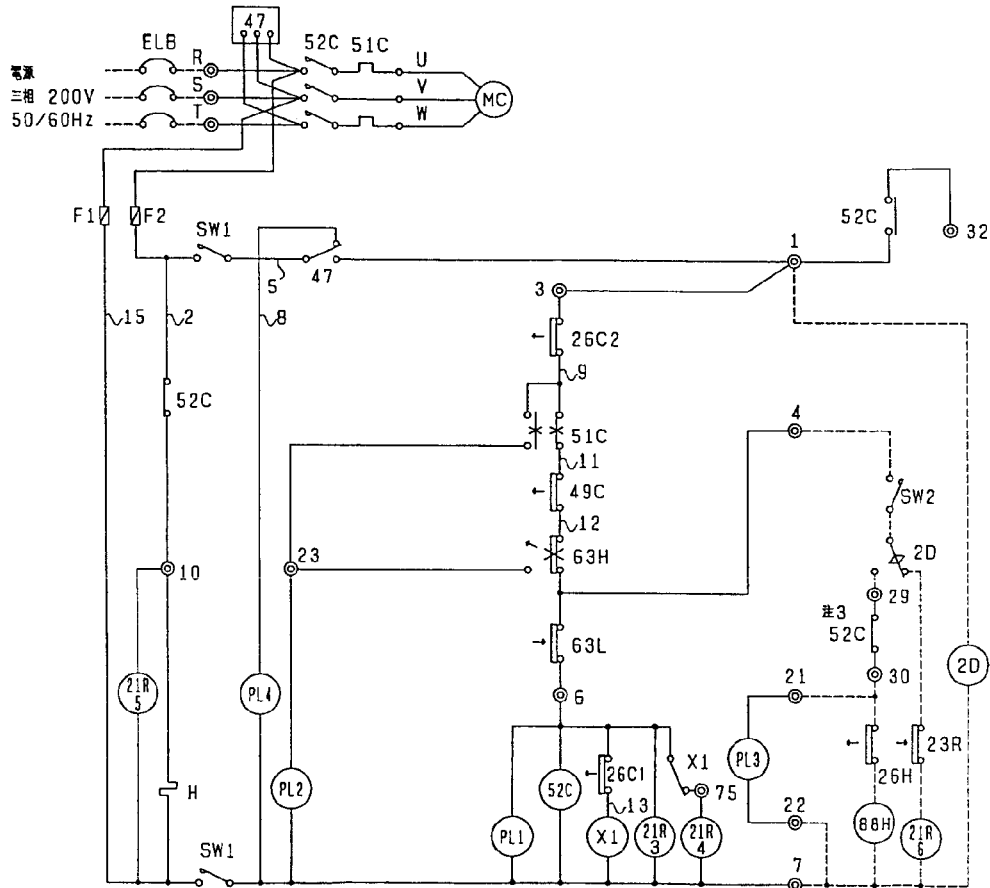 47
ELB
52C
51C
R
U
電源
S
V
MC
三相 200V
T
W
50/60Hz
F1
F2
SW1
52C
32
1
5
47
3
15
2
8
26C2
9
52C
4
51C
11
SW2
49C
12
2D
23
63H
10
29
注3
52C
63L
2D
21
30
21R
5
PL4
6
X1
PL3
23R
26C1
75
26H
H
PL2
52C
13
22
PL1
X1
21R
3
21R
4
88H
21R
6
SW1
7